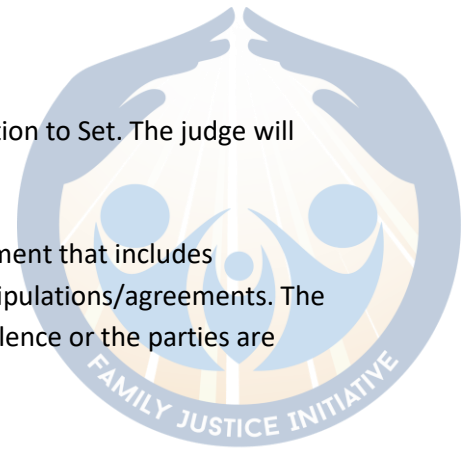 tion to Set. The judge will
ment that includes
ipulations/agreements. The
lence or the parties are
FAMILY JUSTICE INITIATIVE